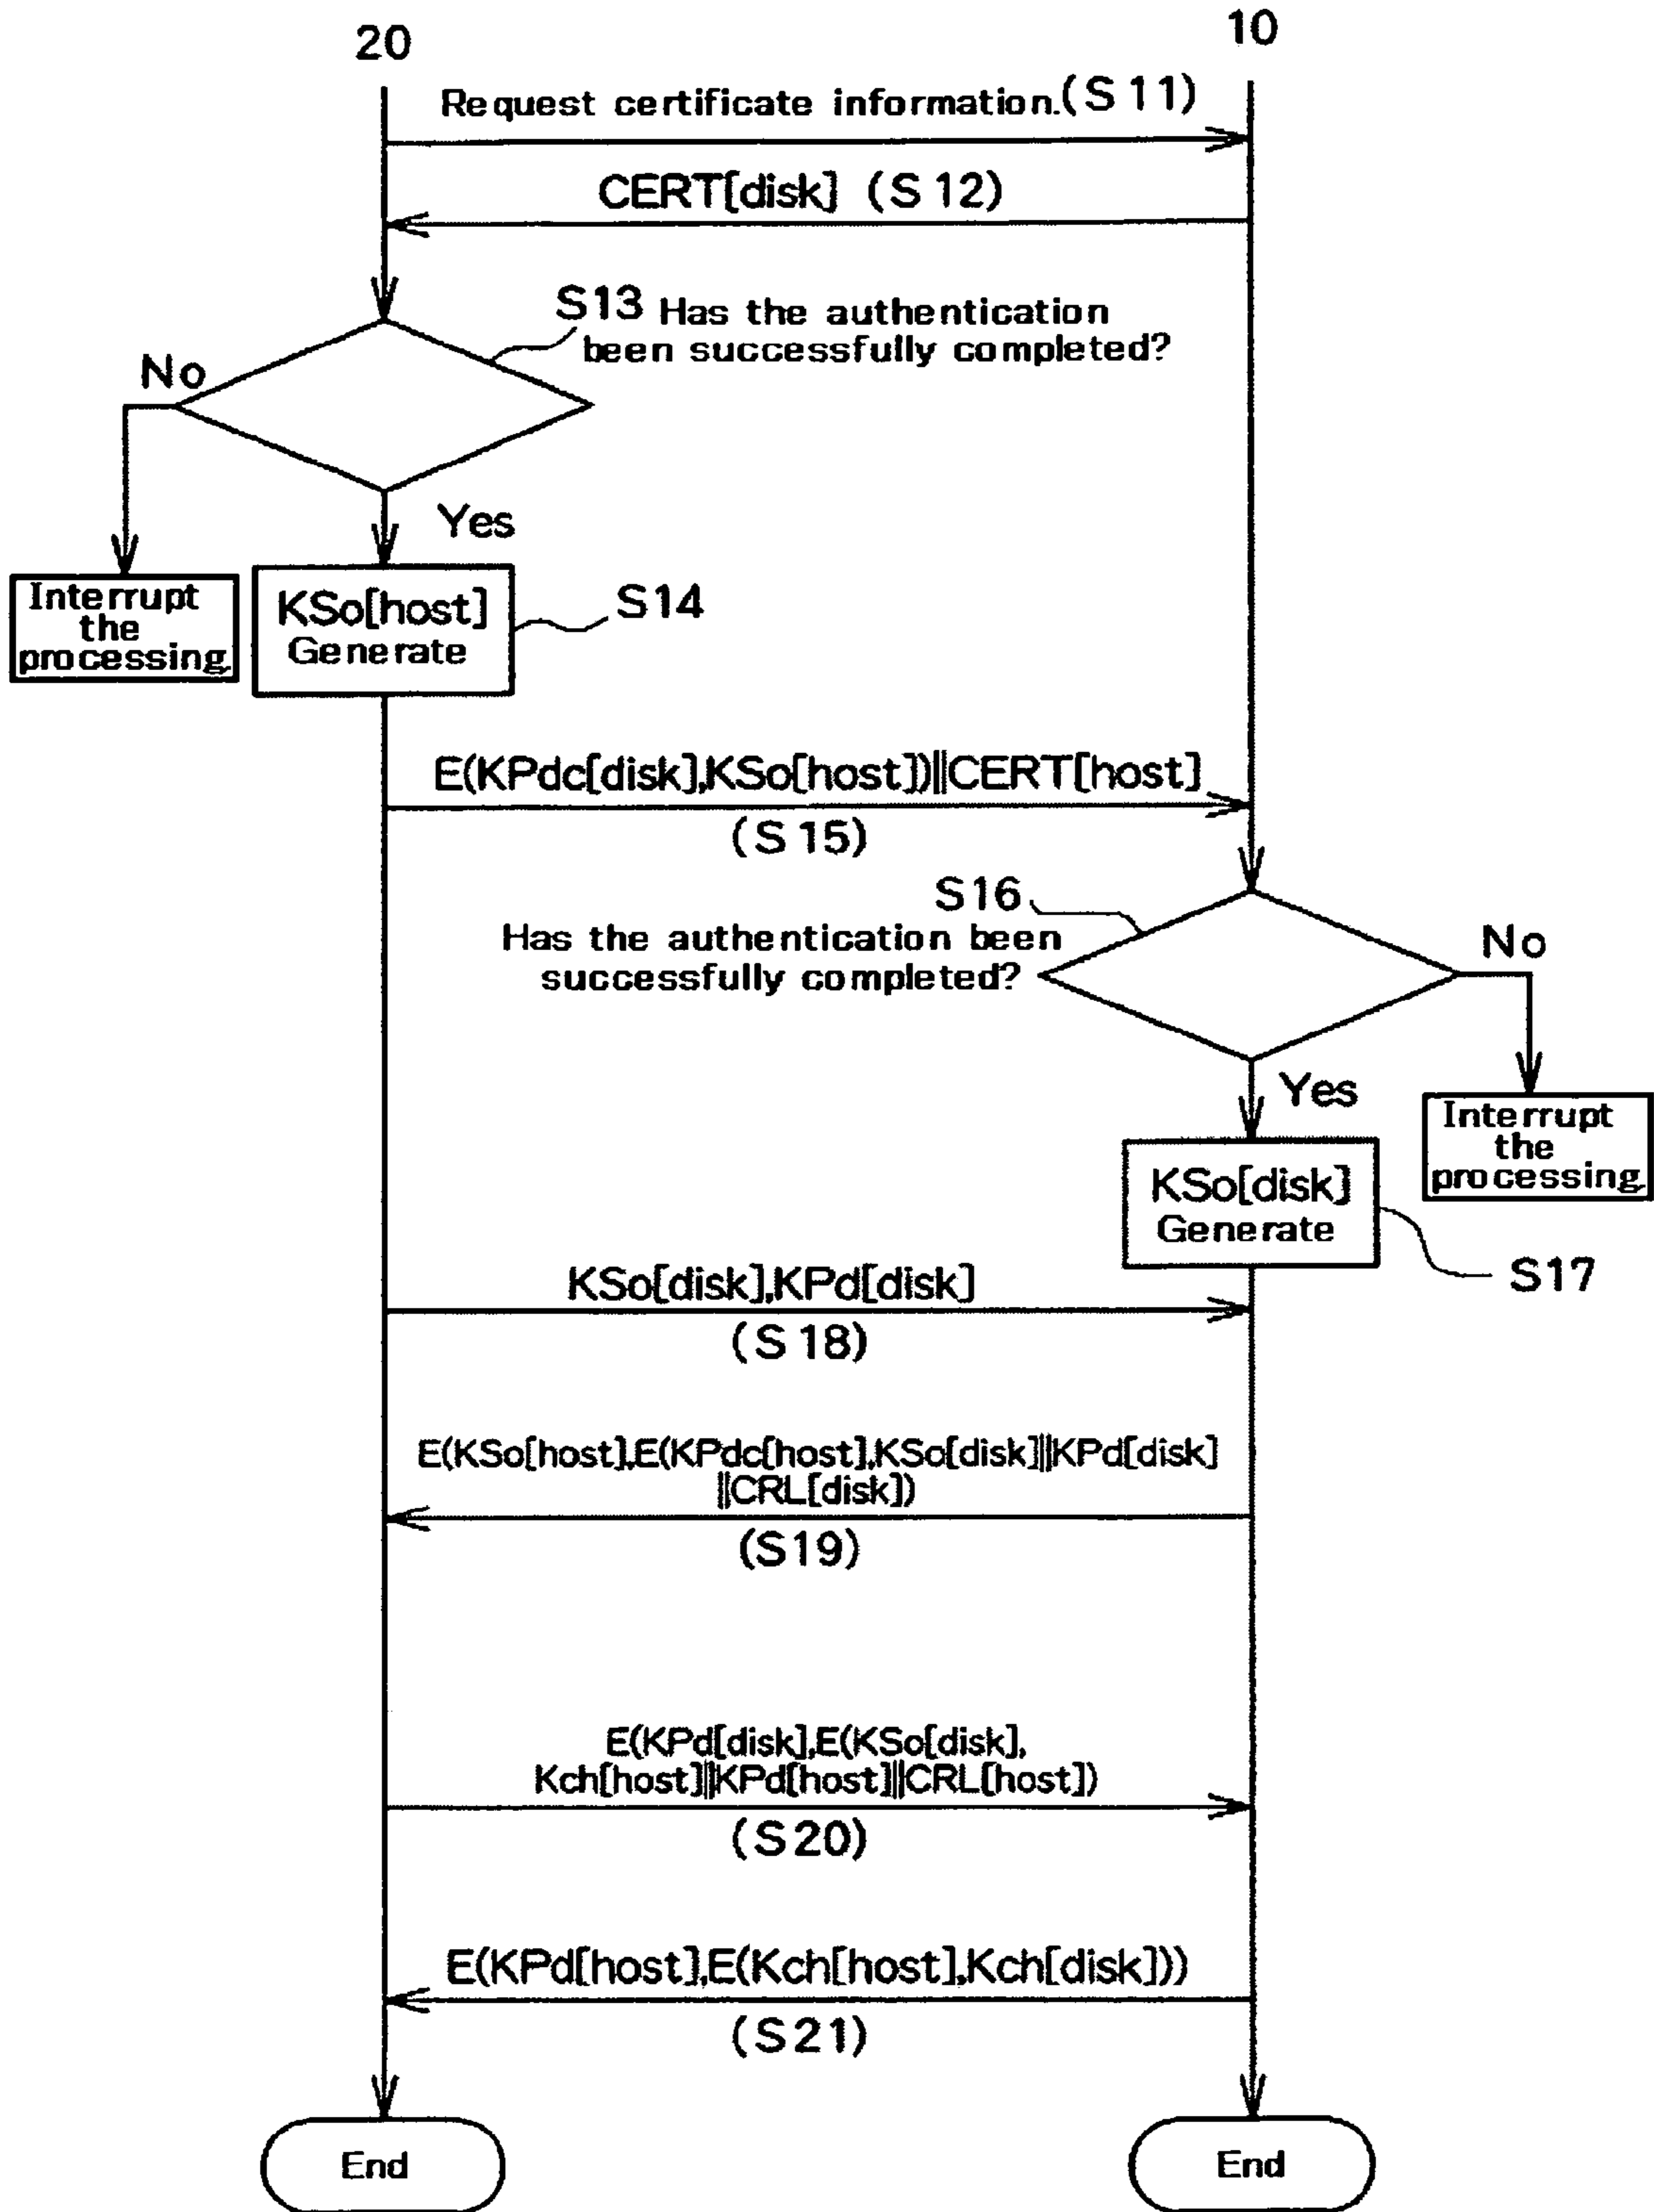 20
10
Request certificate information.(S11)
CERT[disk] (S12)
S13 Has the authentication
been successfully completed?
No
Yes
Interrupt
the
processing
KSo[host]
Generate
S14
E(KPdc[disk],KSo[host])||CERT[host]
(S15)
S16
Has the authentication been
successfully completed?
No
Yes
Interrupt
the
processing
KSo[disk]
Generate
S17
KSo[disk],KPd[disk]
(S18)
E(KSo[host],E(KPdc[host],KSo[disk]||KPd[disk]
||CRL[disk])
(S19)
E(KPd[disk],E(KSo[disk],
Kch[host]||KPd[host]||CRL[host])
(S20)
E(KPd[host],E(Kch[host],Kch[disk]))
(S21)
End
End